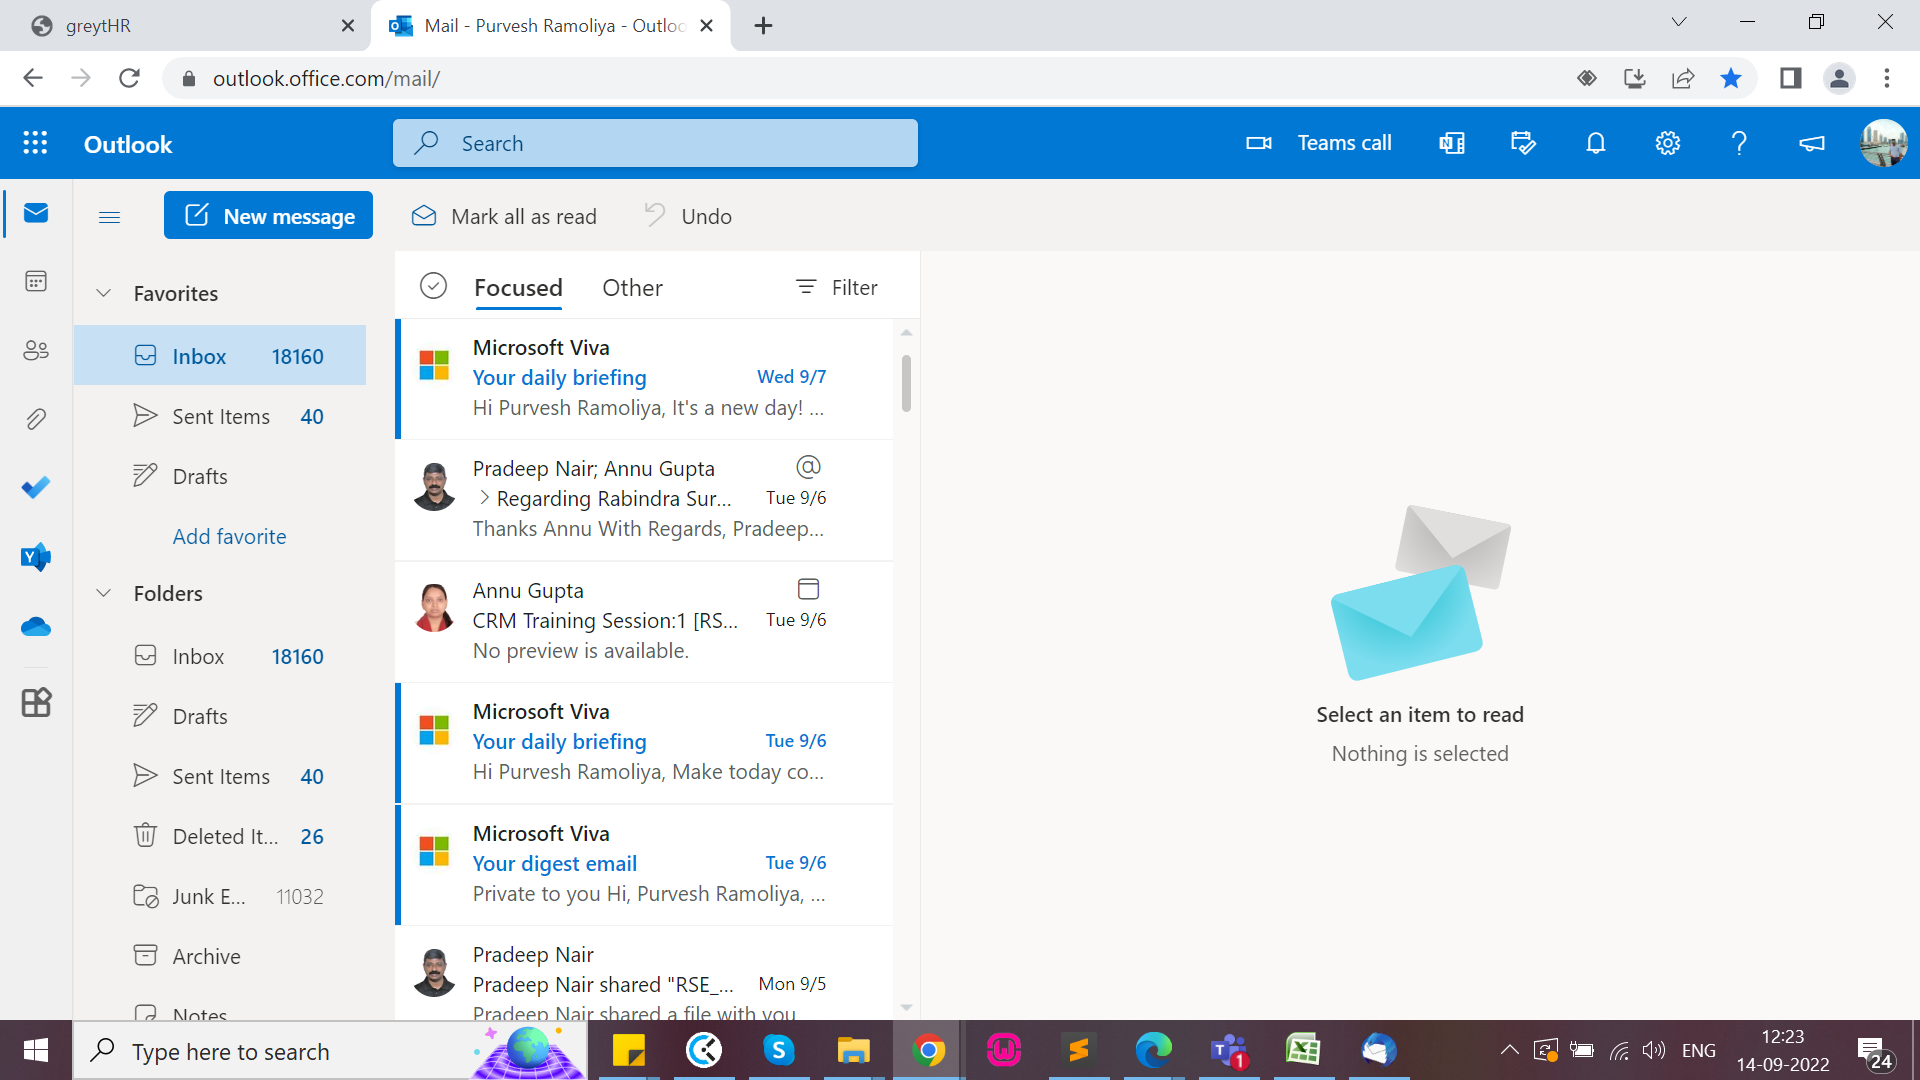 greytHR
Mail - Purvesh Ramoliya - Outloo
outlook.office.com/mail/
Outlook
Search
Teams call
New message
Mark all as read
Undo
Favorites
Inbox 18160
Sent Items 40
Drafts
Add favorite
Folders
Inbox 18160
Drafts
Sent Items 40
Deleted It... 26
Junk E... 11032
Archive
Notes
Focused
Other
Filter
Microsoft Viva
Your daily briefing Wed 9/7
Hi Purvesh Ramoliya, It's a new day! ...
Pradeep Nair; Annu Gupta
Regarding Rabindra Sur... Tue 9/6
Thanks Annu With Regards, Pradeep...
Annu Gupta
CRM Training Session:1 [RS... Tue 9/6
No preview is available.
Microsoft Viva
Your daily briefing Tue 9/6
Hi Purvesh Ramoliya, Make today co...
Microsoft Viva
Your digest email Tue 9/6
Private to you Hi, Purvesh Ramoliya, ...
Pradeep Nair
Pradeep Nair shared "RSE_... Mon 9/5
Pradeep Nair shared a file with you
Select an item to read
Nothing is selected
Type here to search
1
ENG
12:23
14-09-2022
24